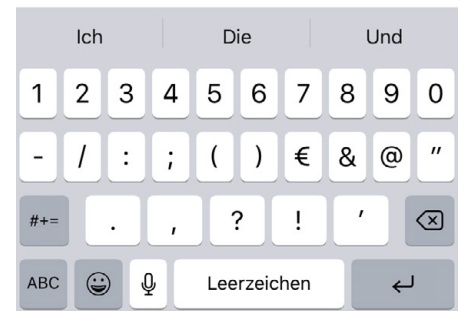 Ich Die Und
1 2 3 4 5 6 7 8 9 0
- / : ; ( ) € & @ "
#+= . , ? ! ′
ABC Leerzeichen